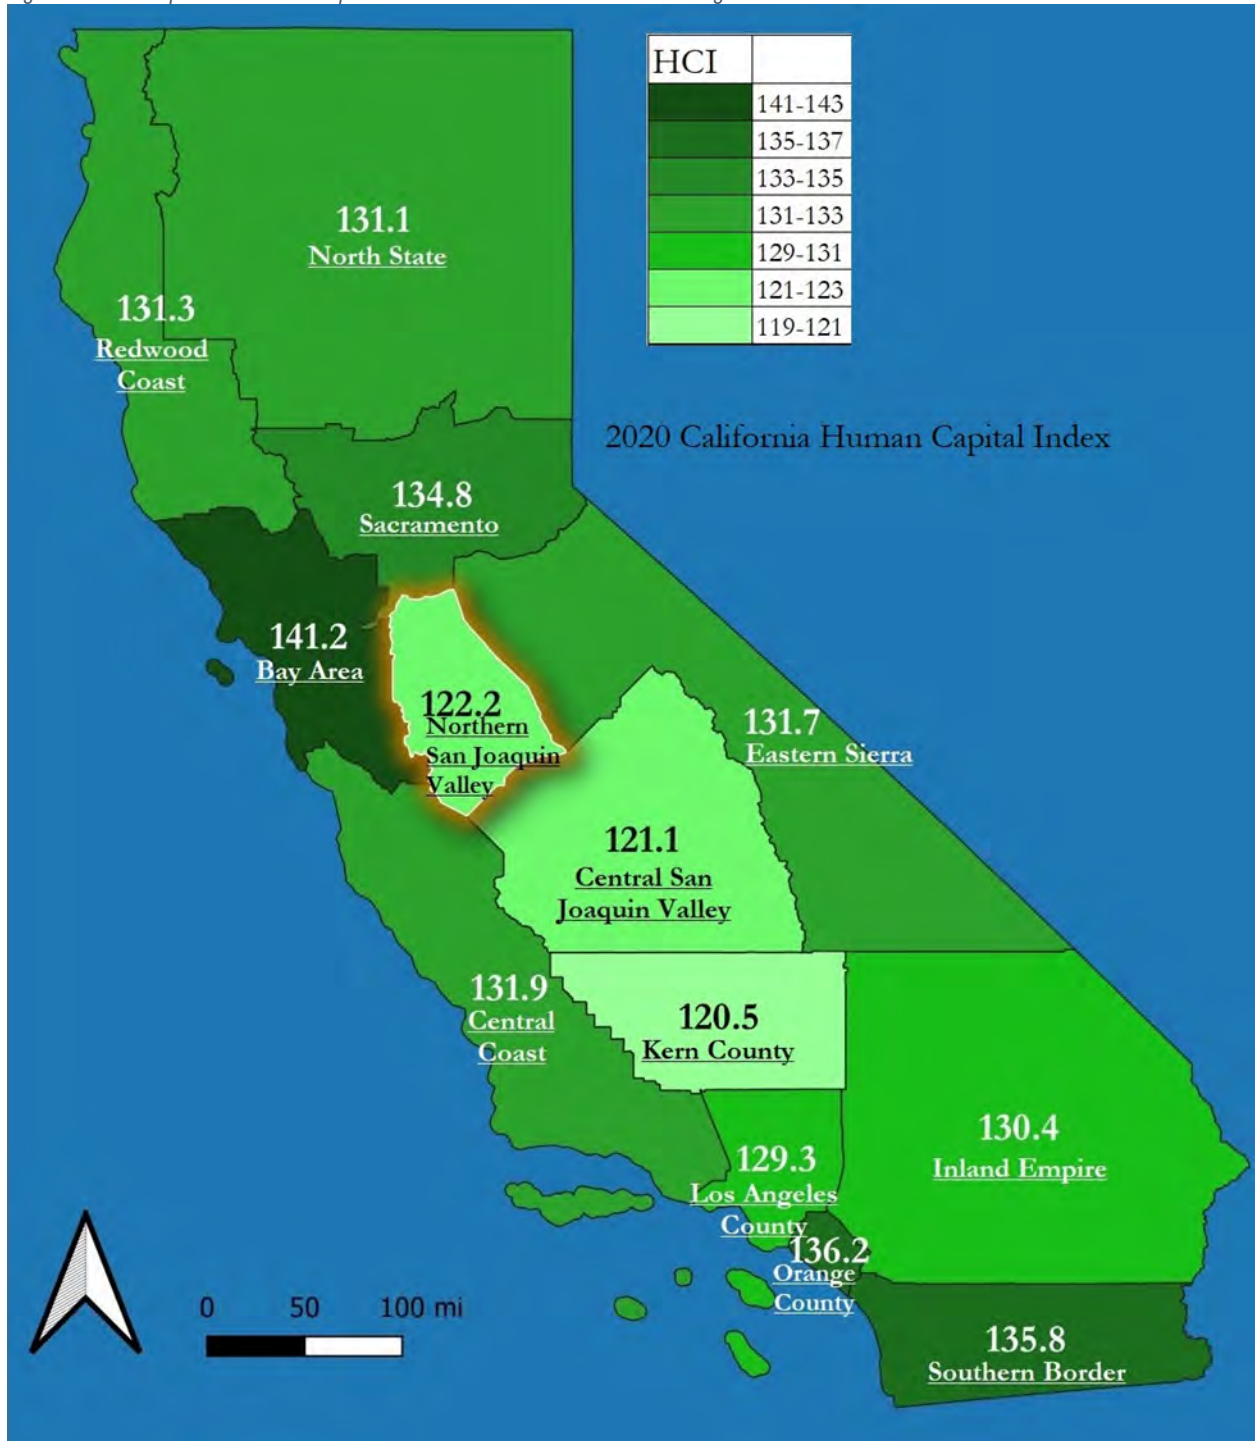 HCI
141-143
135-137
133-135
131-133
129-131
121-123
119-121
2020 California Human Capital Index
131.1
North State
131.3
Redwood
Coast
134.8
Sacramento
141.2
Bay Area
122.2
Northern
San Joaquin
Valley
131.7
Eastern Sierra
121.1
Central San
Joaquin Valley
131.9
Central
Coast
120.5
Kern County
130.4
Inland Empire
129.3
Los Angeles
County
136.2
Orange
County
135.8
Southern Border
0 50 100 mi